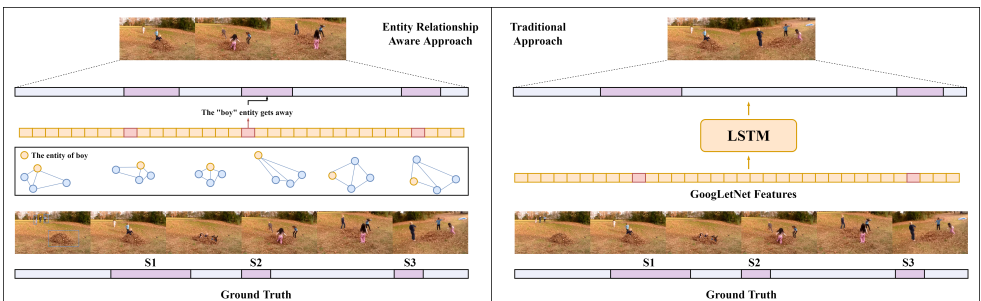 Entity Relationship
Aware Approach
The "boy" entity gets away
The entity of boy
S1 S2 S3
Ground Truth
Traditional
Approach
LSTM
GoogLetNet Features
S1 S2 S3
Ground Truth